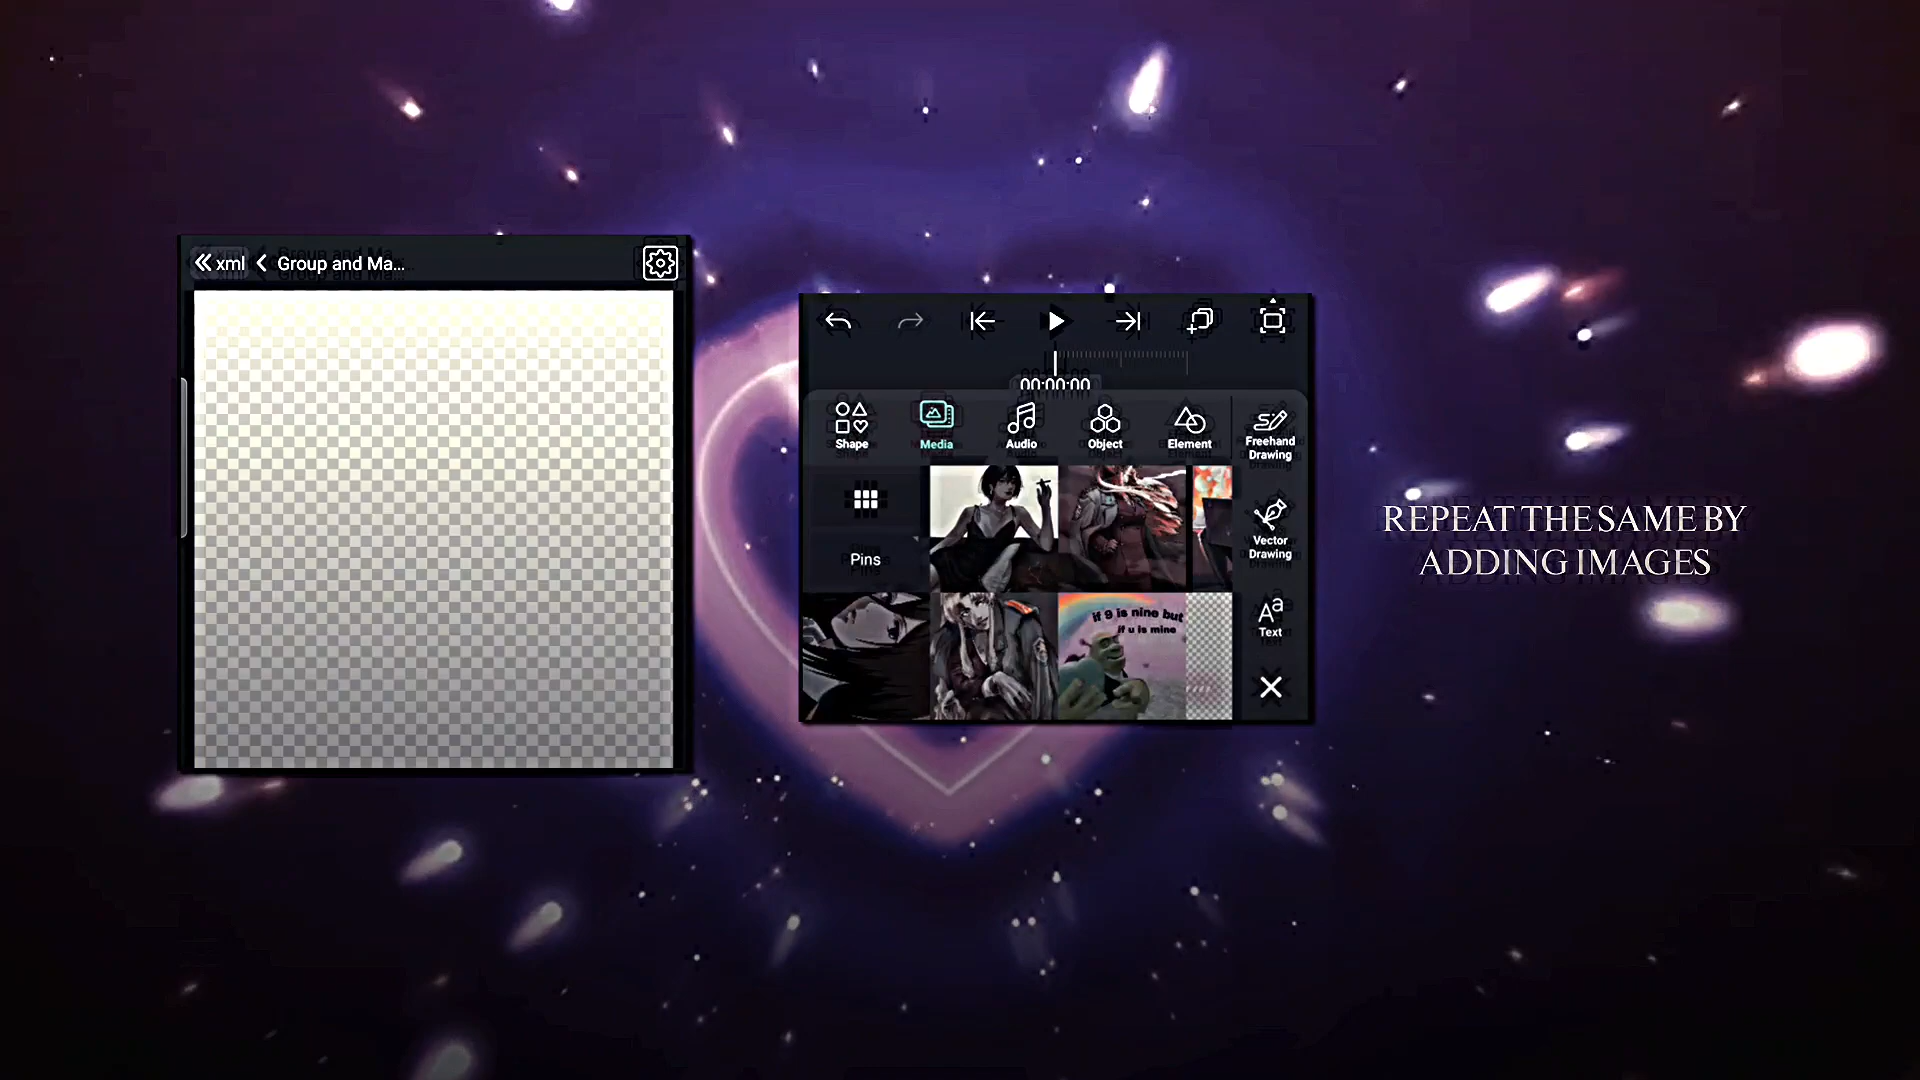 xml
Group and Ma...
00:00:00
Shape
Media
Audio
Object
Element
Freehand
Drawing
Pins
Vector
Drawing
Aa
Text
if 9 is nine but
if u is mine
REPEAT THE SAME BY
ADDING IMAGES